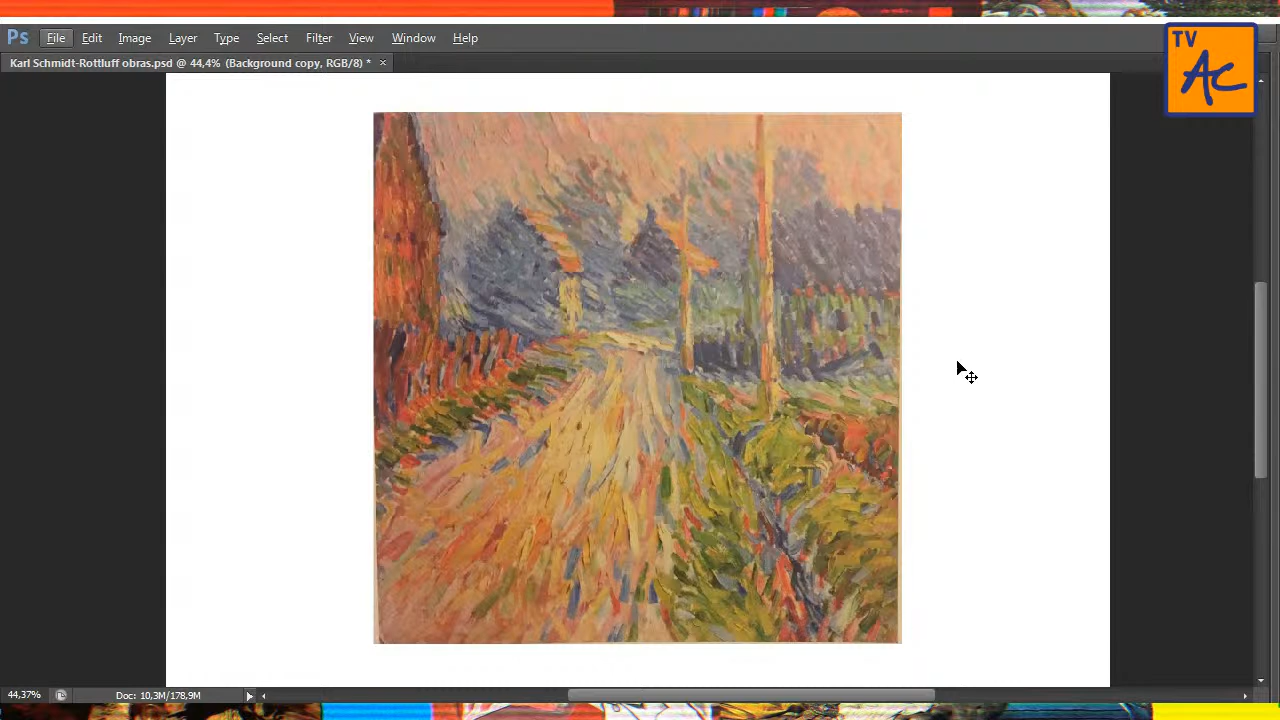 TV
AC
Ps File Edit Image Layer Type Select Filter View Window Help
Karl Schmidt-Rottluff obras.psd @ 44,4% (Background copy, RGB/8) * ×
44,37% Doc: 10,3M/178,9M